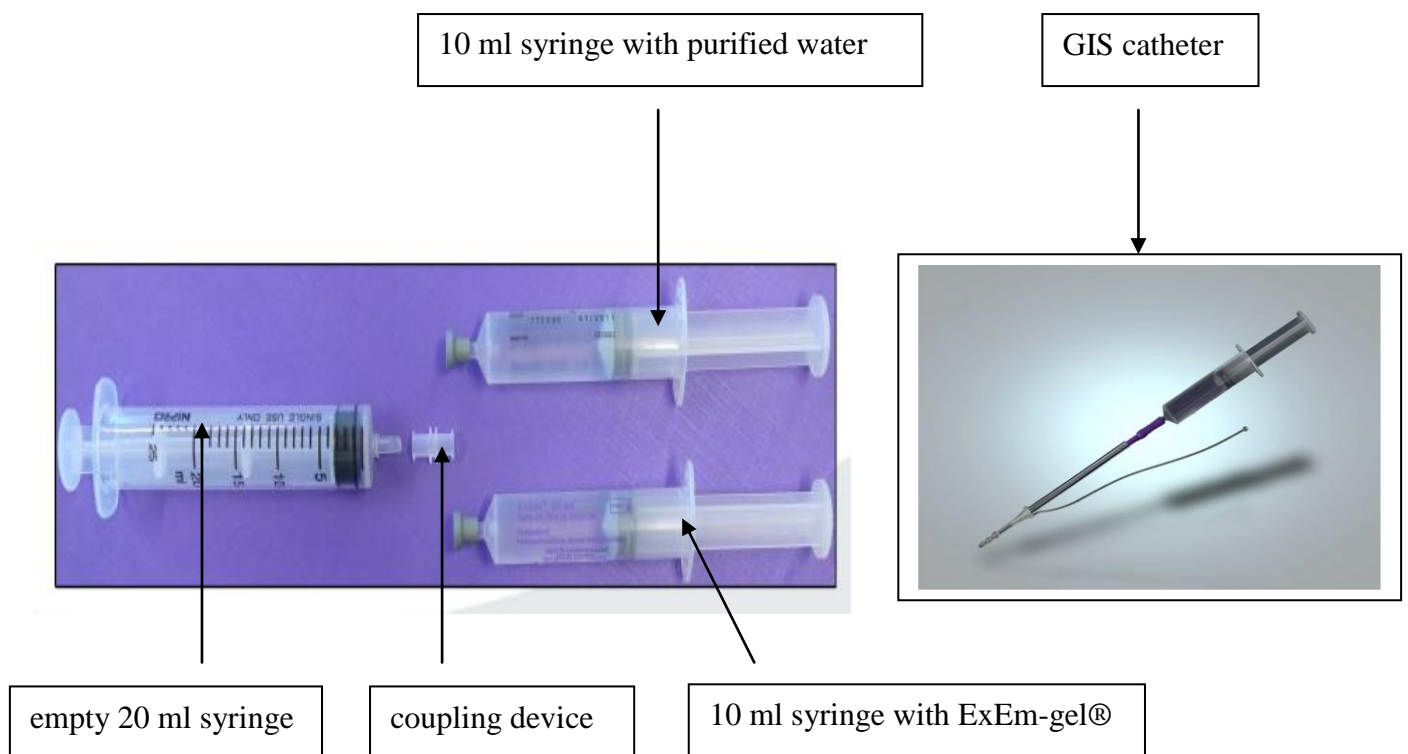 10 ml syringe with purified water
GIS catheter
NIPRO
SINGLE USE ONLY
25
ml
20
15
10
5
empty 20 ml syringe
coupling device
10 ml syringe with ExEm-gel®